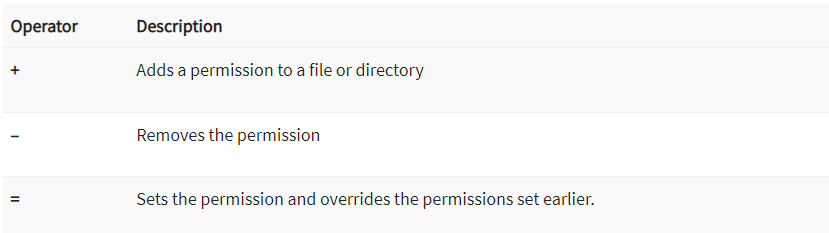 Operator Description
+ Adds a permission to a file or directory
– Removes the permission
= Sets the permission and overrides the permissions set earlier.